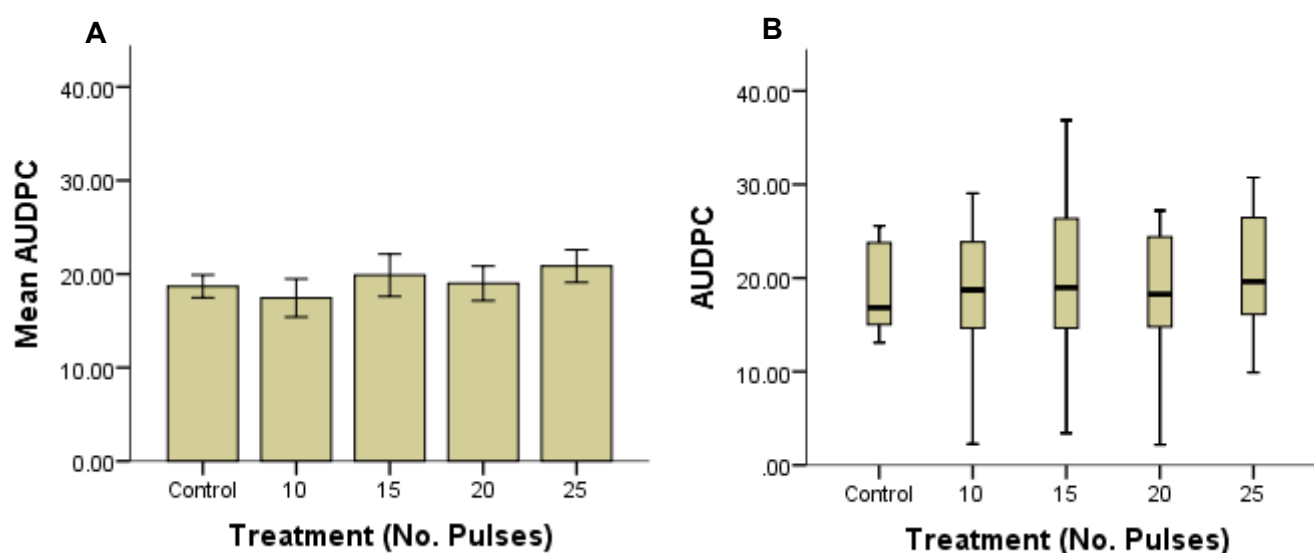 A
Mean AUDPC
40.00
30.00
20.00
10.00
0.00
Control 10 15 20 25
Treatment (No. Pulses)
B
AUDPC
40.00
30.00
20.00
10.00
.00
Control 10 15 20 25
Treatment (No. Pulses)